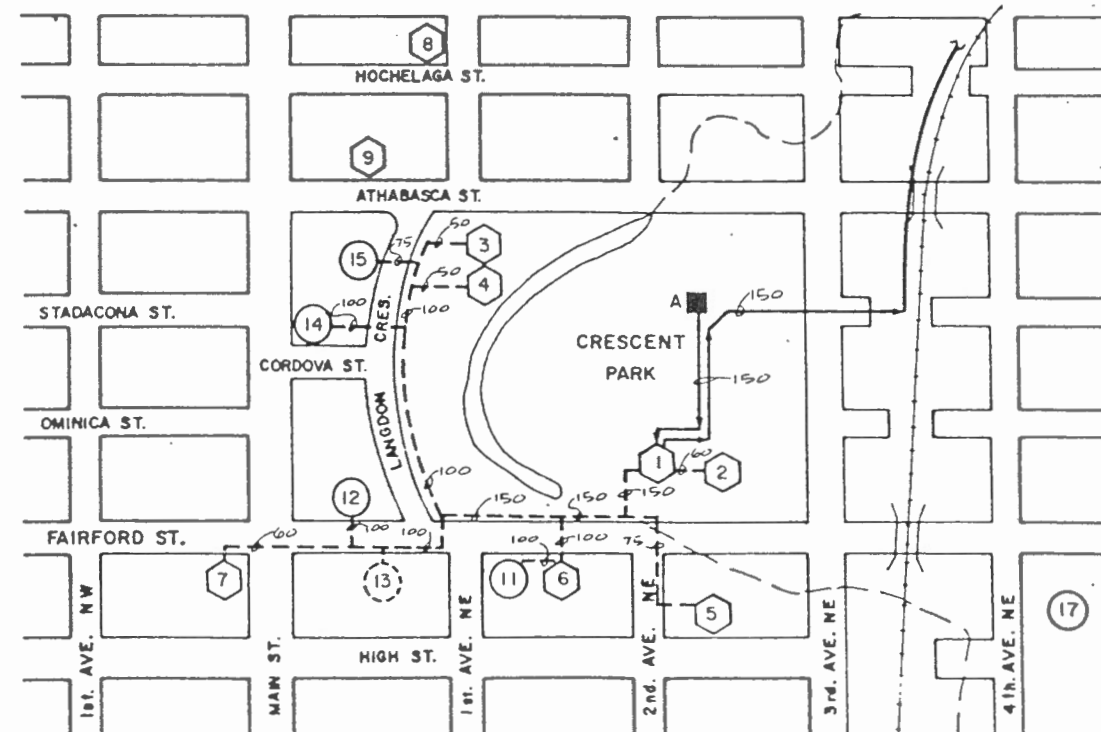 8
HOCHELAGA ST.
9
ATHABASCA ST.
50
3
75
15
50
4
100
A
150
STADACONA ST.
100
14
CRES.
CRESCENT
PARK
CORDOVA ST.
150
OMINICA ST.
LANGDON
1
60
2
100
12
150
150
150
FAIRFORD ST.
60
100
100
100
100
75
7
13
11
6
5
17
HIGH ST.
1st. AVE. NW
MAIN ST.
1st AVE. NE
2nd. AVE. NE
3rd. AVE. NE
4th. AVE. NE